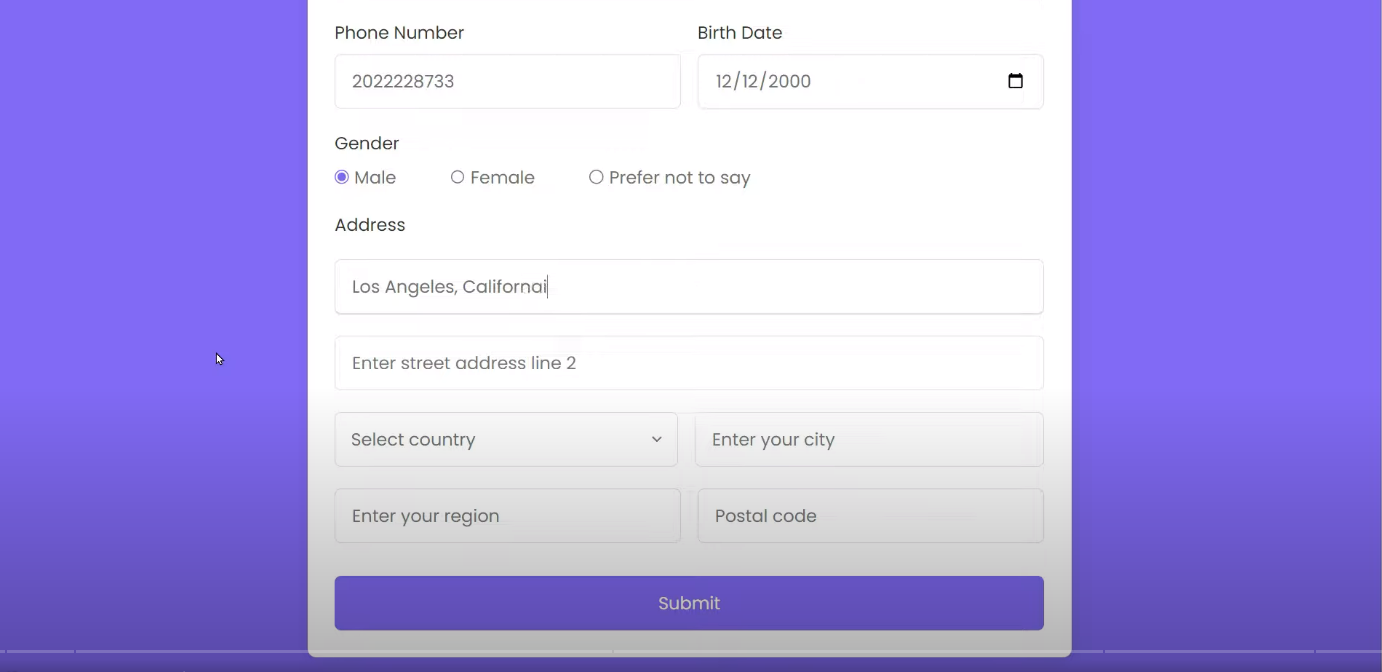 Phone Number Birth Date
2022228733 12/12/2000
Gender
Male Female Prefer not to say
Address
Los Angeles, Californai
Enter street address line 2
Select country Enter your city
Enter your region Postal code
Submit